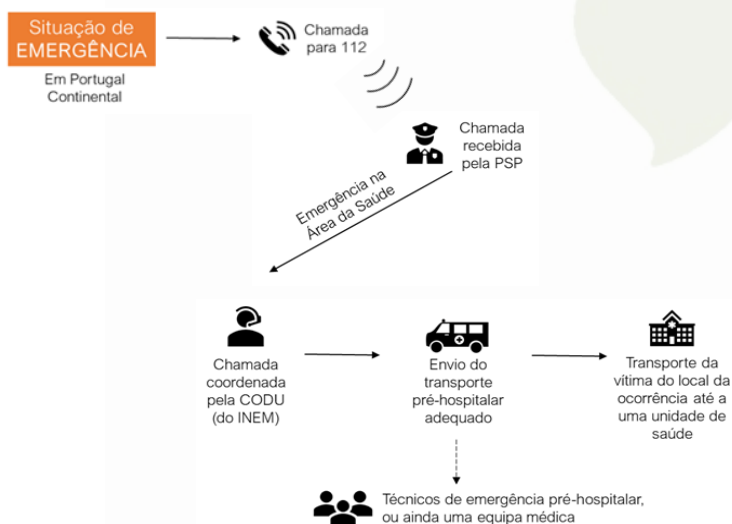 Situação de
EMERGÊNCIA
Em Portugal
Continental
Chamada
para 112
Chamada
recebida
pela PSP
Emergência na
Área da Saúde
Chamada
coordenada
pela CODU
(do INEM)
Envio do
transporte
pré-hospitalar
adequado
Transporte da
vítima do local da
ocorrência até a
uma unidade de
saúde
Técnicos de emergência pré-hospitalar,
ou ainda uma equipa médica